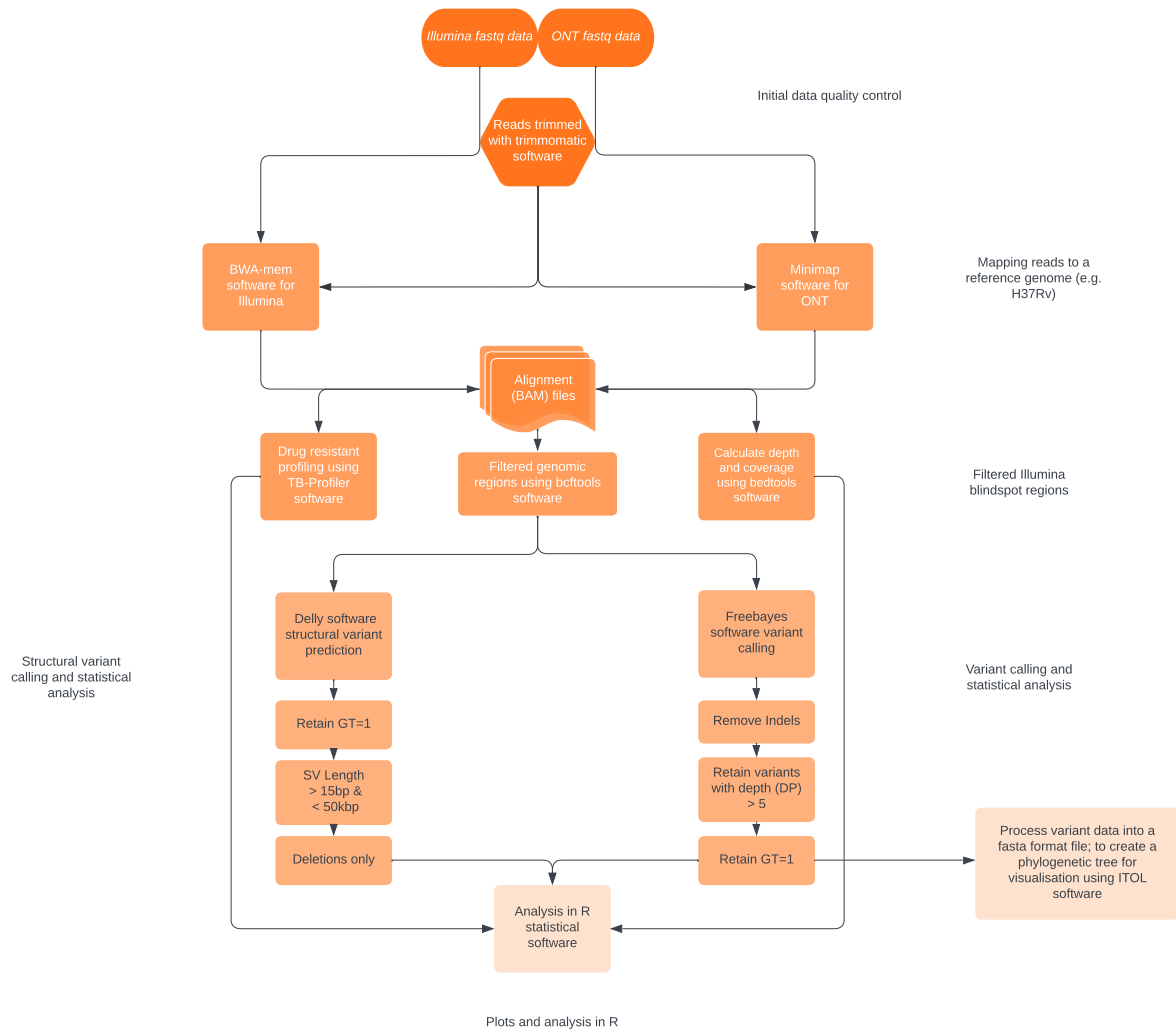 Illumina fastq data
ONT fastq data
Initial data quality control
Reads trimmed
with trimmomatic
software
BWA-mem
software for
Illumina
Minimap
software for
ONT
Mapping reads to a
reference genome (e.g.
H37Rv)
Alignment
(BAM) files
Drug resistant
profiling using
TB-Profiler
software
Filtered genomic
regions using bcftools
software
Calculate depth
and coverage
using bedtools
software
Filtered Illumina
blindspot regions
Delly software
structural variant
prediction
Freebayes
software variant
calling
Structural variant
calling and statistical
analysis
Variant calling and
statistical analysis
Retain GT=1
Remove Indels
SV Length
> 15bp &
< 50kbp
Retain variants
with depth (DP)
> 5
Deletions only
Retain GT=1
Process variant data into a
fasta format file; to create a
phylogenetic tree for
visualisation using ITOL
software
Analysis in R
statistical
software
Plots and analysis in R